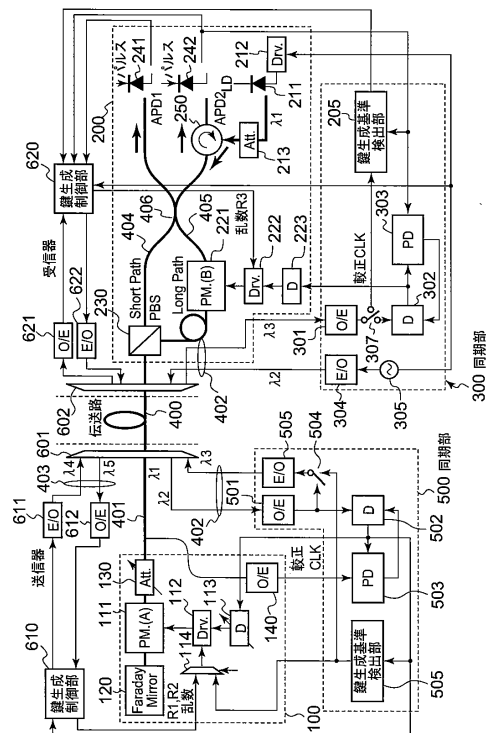 610
鍵生成
制御部
送信器
611
E/O
612
O/E
403
λ4
λ5
601
伝送路
400
602
621
O/E
E/O
622
受信器
620
鍵生成
制御部
120
Faraday
Mirror
111
PM.(A)
130
Att.
401
λ1
λ2
λ3
402
112
Drv.
113
D
114
R1,R2
乱数
140
O/E
100
較正
CLK
501
O/E
505
E/O
504
500 同期部
502
D
503
PD
505
鍵生成基準
検出部
200
230
PBS
Short Path
404
406
405
Long Path
402
221
PM.(B)
222
Drv.
乱数R3
223
D
APD1
パルス
241
APD2
パルス
242
250
LD
211
212
Drv.
213
Att.
λ1
λ3
λ2
301
O/E
307
302
D
303
PD
較正CLK
205
鍵生成基準
検出部
304
E/O
305
300 同期部